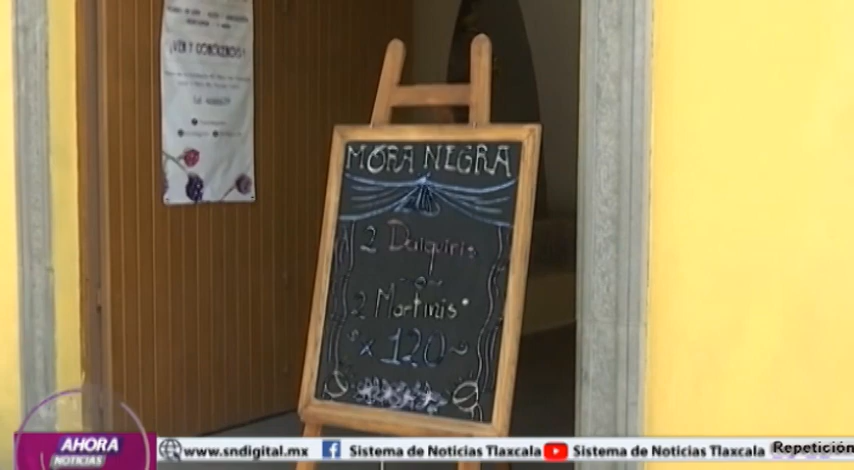 ¡VEN Y CONÓCENOS!
MORA NEGRA
2 Daiquiris
o
2 Martinis
$ x 120
AHORA
NOTICIAS
www.sndigital.mx
Sistema de Noticias Tlaxcala
Sistema de Noticias Tlaxcala
Repetición